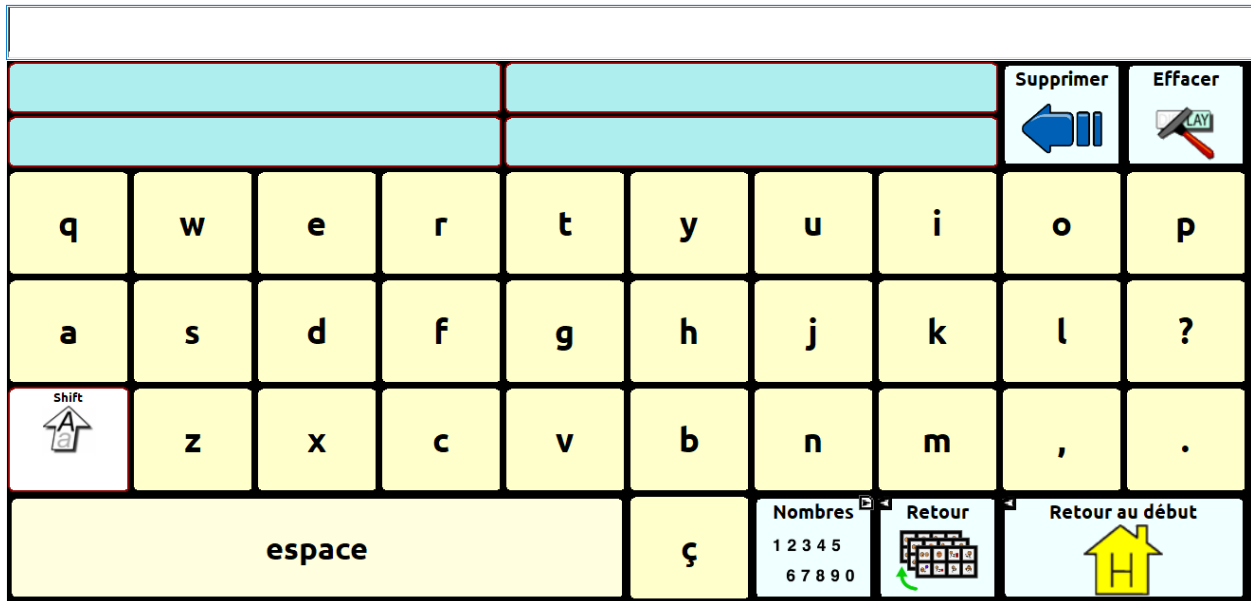 Supprimer Effacer
DISPLAY
q w e r t y u i o p
a s d f g h j k l ?
Shift
A
a
z x c v b n m , .
espace ç
Nombres Retour Retour au début
1 2 3 4 5
6 7 8 9 0
H